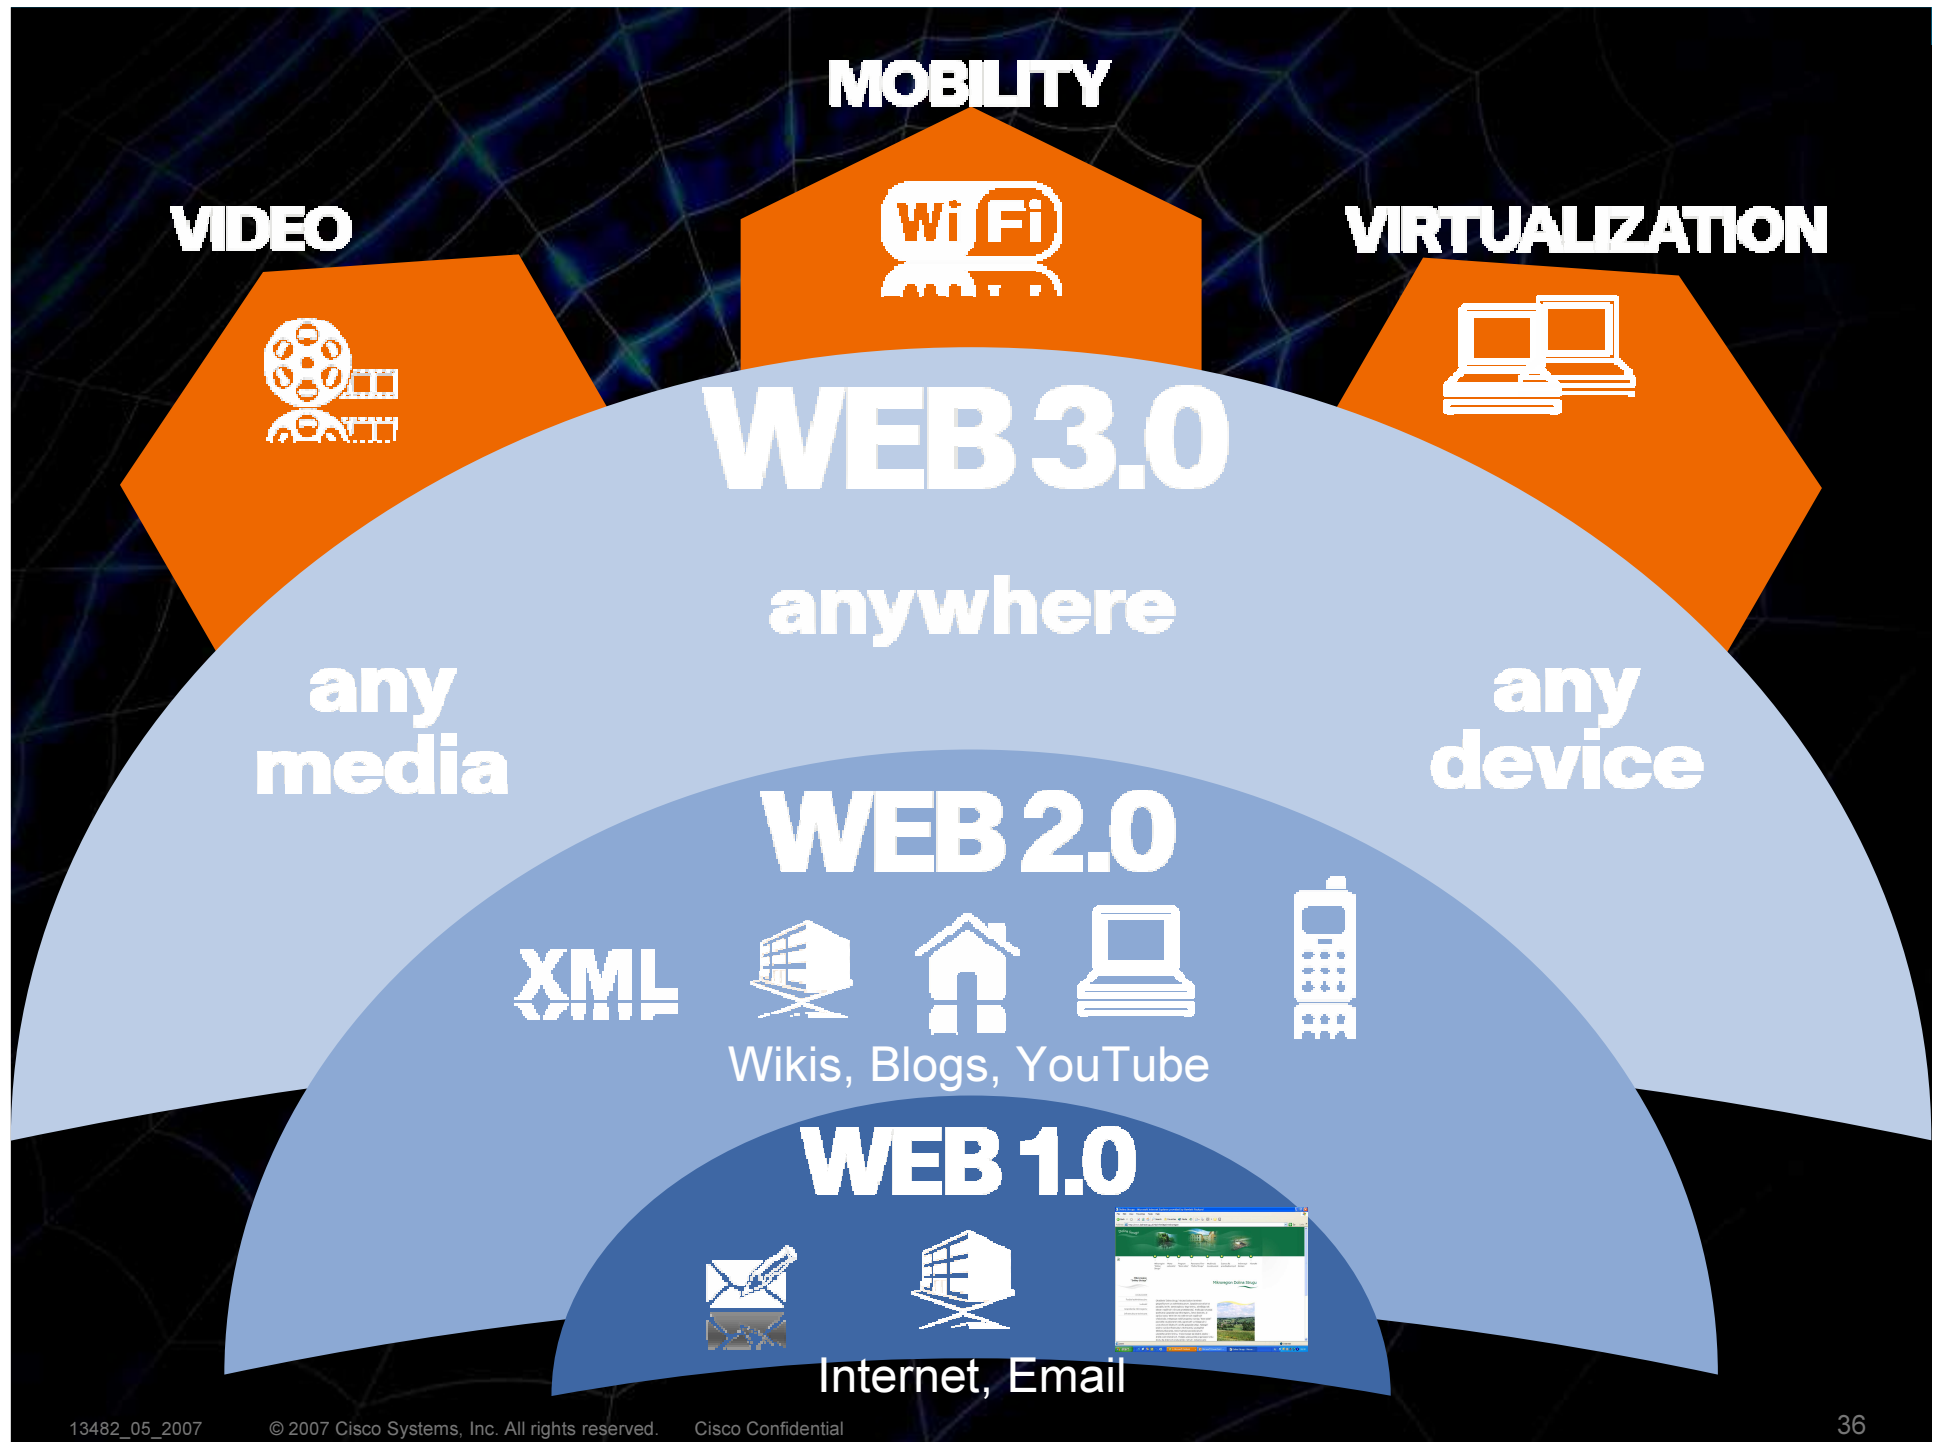 MOBILITY
VIDEO
Wi Fi
VIRTUALIZATION
WEB 3.0
anywhere
any
media
any
device
WEB 2.0
XML
Wikis, Blogs, YouTube
WEB 1.0
Internet, Email
13482_05_2007 © 2007 Cisco Systems, Inc. All rights reserved. Cisco Confidential 36